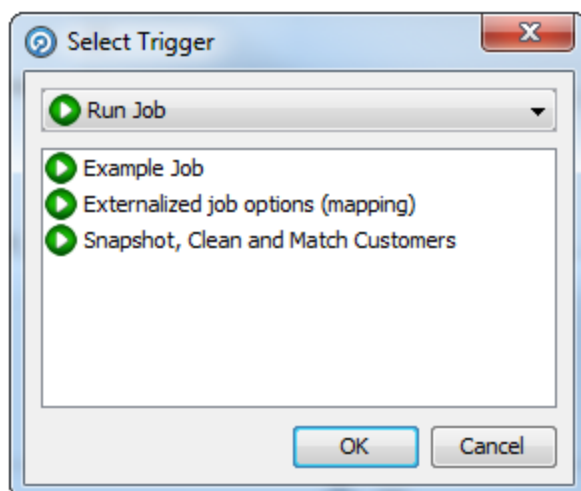 Select Trigger
Run Job
Example Job
Externalized job options (mapping)
Snapshot, Clean and Match Customers
OK
Cancel